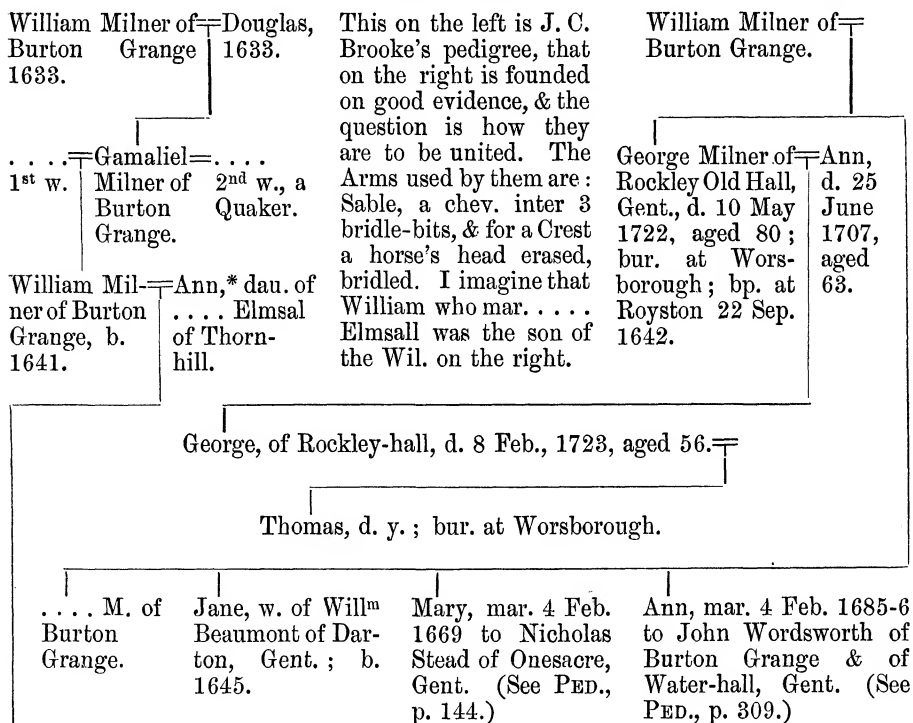 William Milner of Burton Grange 1633.
Douglas, 1633.
This on the left is J. C.
Brooke's pedigree, that
on the right is founded
on good evidence, & the
question is how they
are to be united. The
Arms used by them are :
Sable, a chev. inter 3
bridle-bits, & for a Crest
a horse's head erased,
bridled. I imagine that
William who mar. . . . .
Elmsall was the son of
the Wil. on the right.
William Milner of
Burton Grange.
. . . .
1st w.
Gamaliel
Milner of
Burton
Grange.
. . . .
2nd w., a
Quaker.
George Milner of
Rockley Old Hall,
Gent., d. 10 May
1722, aged 80 ;
bur. at Wors-
borough ; bp. at
Royston 22 Sep.
1642.
Ann,
d. 25
June
1707,
aged
63.
William Mil-
ner of Burton
Grange, b.
1641.
Ann,* dau. of
. . . . Elmsal
of Thorn-
hill.
George, of Rockley-hall, d. 8 Feb., 1723, aged 56.
Thomas, d. y. ; bur. at Worsborough.
. . . . M. of
Burton
Grange.
Jane, w. of Willm
Beaumont of Dar-
ton, Gent. ; b.
1645.
Mary, mar. 4 Feb.
1669 to Nicholas
Stead of Onesacre,
Gent. (See PED.,
p. 144.)
Ann, mar. 4 Feb. 1685-6
to John Wordsworth of
Burton Grange & of
Water-hall, Gent. (See
PED., p. 309.)